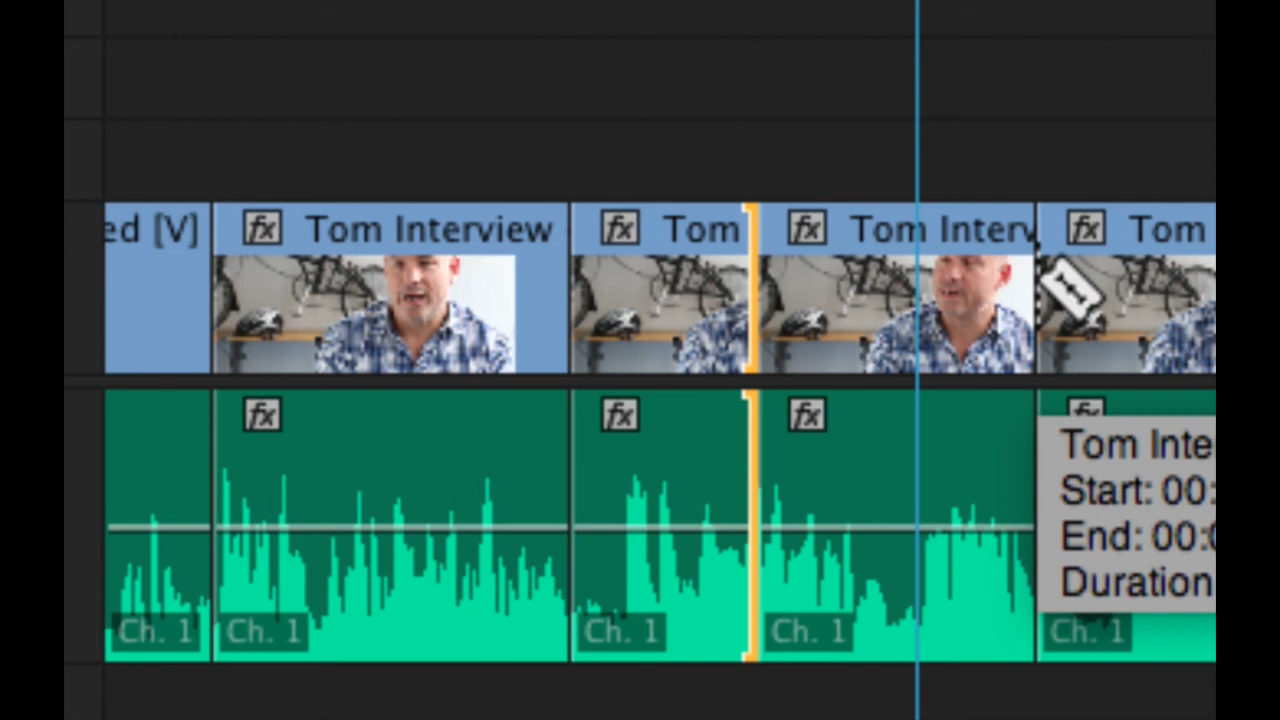 ed [V]
fx Tom Interview
fx Tom
fx Tom Interv
fx Tom
fx
fx
fx
fx
Tom Inte
Start: 00:
End: 00:0
Duration
Ch. 1
Ch. 1
Ch. 1
Ch. 1
Ch. 1